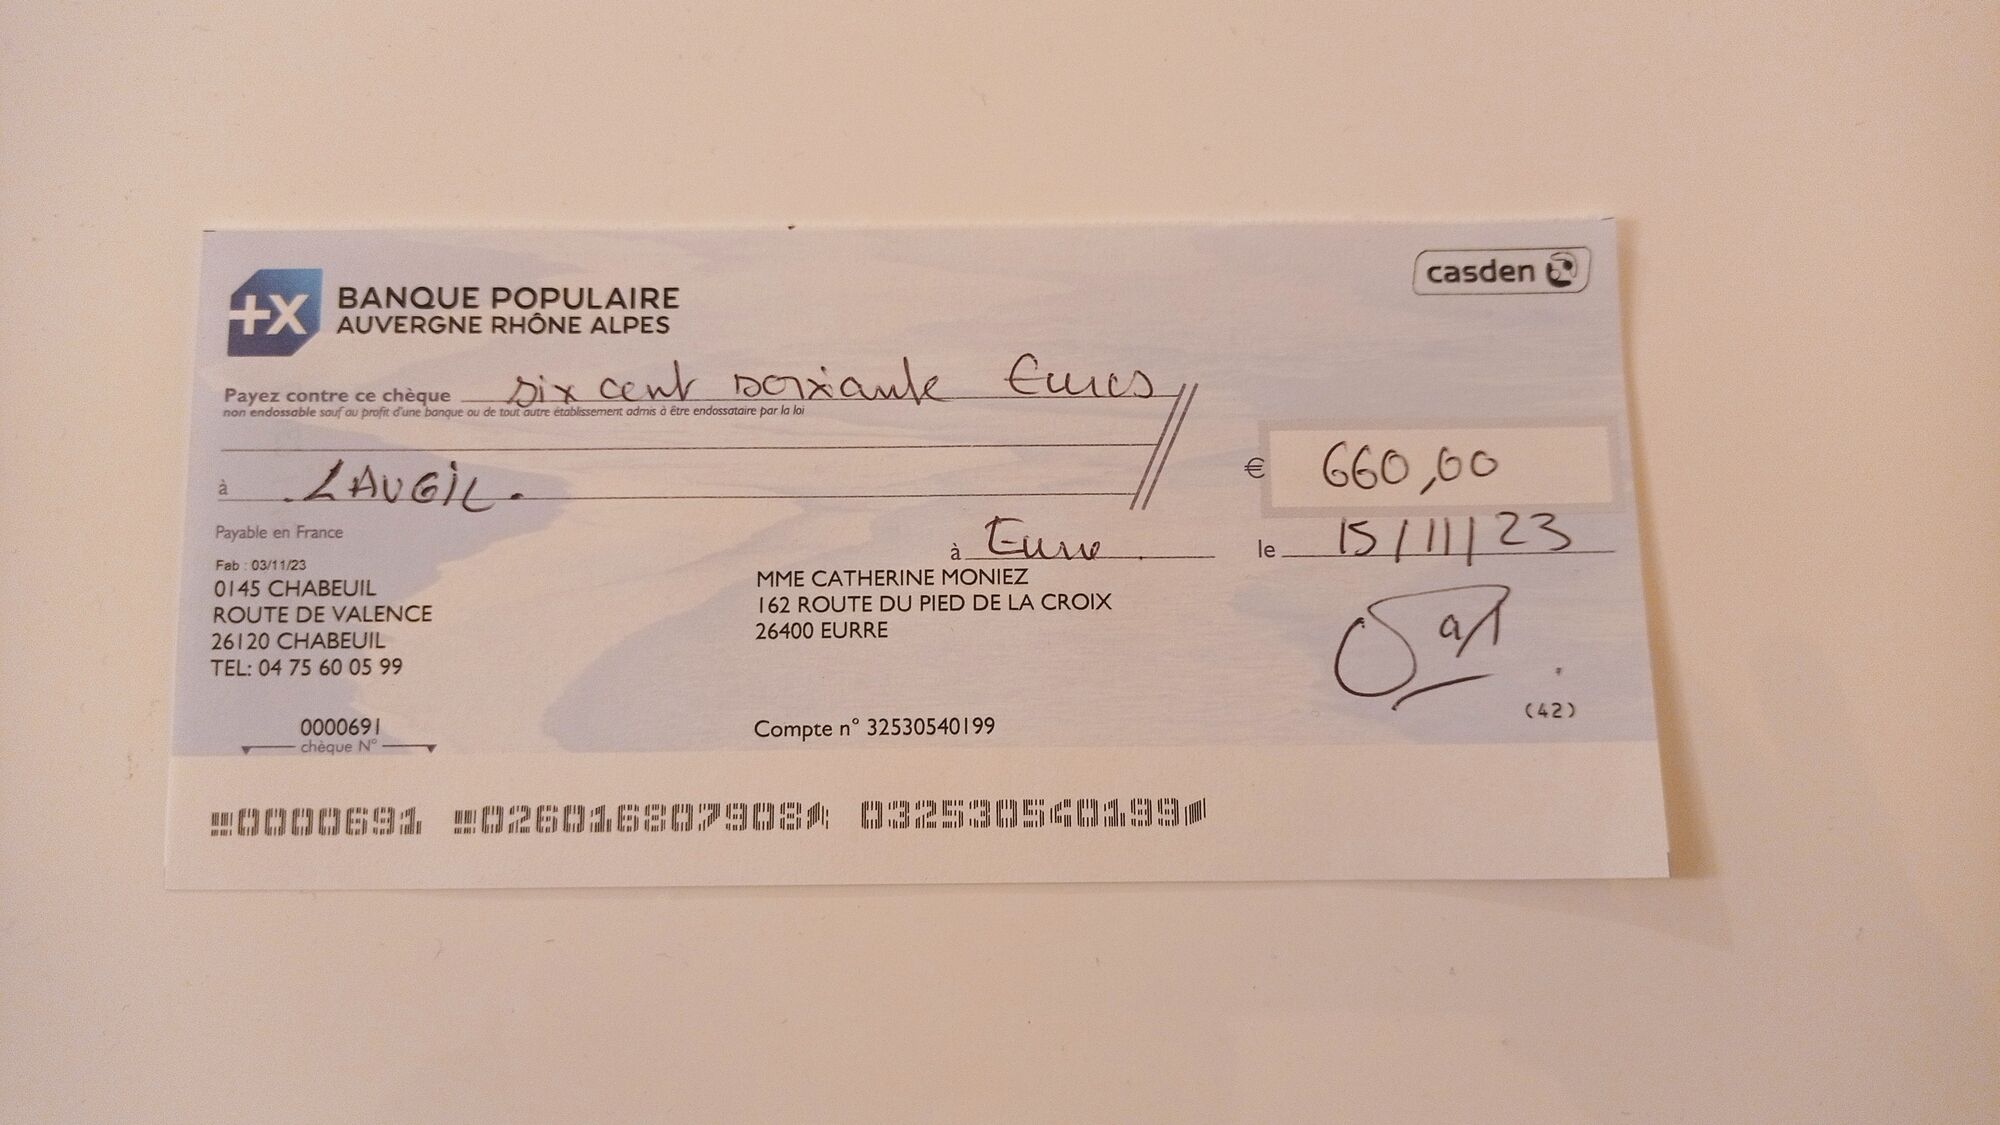 casden
+X BANQUE POPULAIRE
AUVERGNE RHÔNE ALPES
Payez contre ce chèque six cent soixante Euros
non endossable sauf au profit d'une banque ou de tout autre établissement admis à être endossataire par la loi
à LAUGIL.
€ 660,00
Payable en France
à Eurre. le 15/11/23
Fab : 03/11/23
0145 CHABEUIL
ROUTE DE VALENCE
26120 CHABEUIL
TEL: 04 75 60 05 99
MME CATHERINE MONIEZ
162 ROUTE DU PIED DE LA CROIX
26400 EURRE
(42)
0000691
chèque N°
Compte n° 32530540199
0000691 026016807908 032530540199